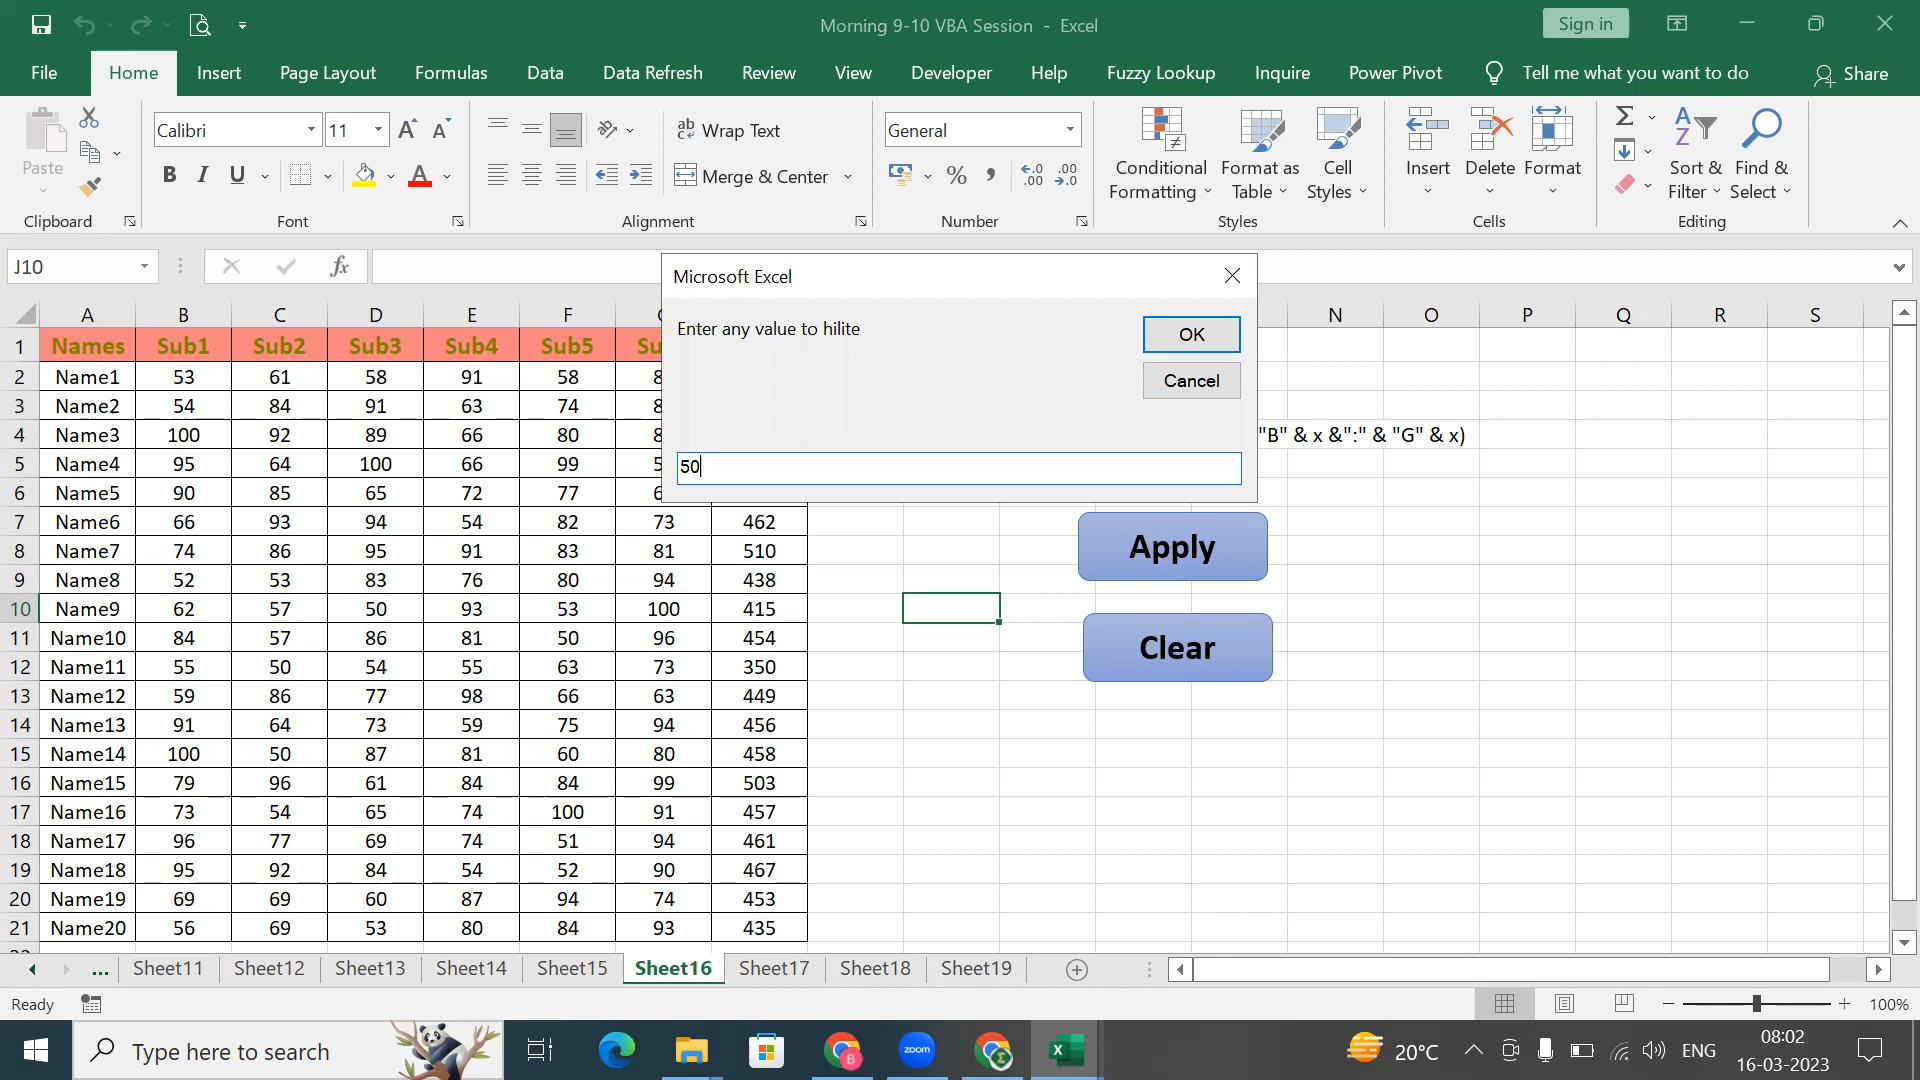 Morning 9-10 VBA Session - Excel
Sign in
File Home Insert Page Layout Formulas Data Data Refresh Review View Developer Help Fuzzy Lookup Inquire Power Pivot Tell me what you want to do Share
Paste
Calibri 11
B I U
Wrap Text
Merge & Center
General
Conditional Formatting
Format as Table
Cell Styles
Insert Delete Format
Sort & Filter
Find & Select
Clipboard Font Alignment Number Styles Cells Editing
J10
Microsoft Excel
Enter any value to hilite
OK
Cancel
50
A B C D E F N O P Q R S
1 Names Sub1 Sub2 Sub3 Sub4 Sub5
2 Name1 53 61 58 91 58
3 Name2 54 84 91 63 74
4 Name3 100 92 89 66 80 "B" & x &":" & "G" & x)
5 Name4 95 64 100 66 99
6 Name5 90 85 65 72 77
7 Name6 66 93 94 54 82 73 462
8 Name7 74 86 95 91 83 81 510
9 Name8 52 53 83 76 80 94 438
10 Name9 62 57 50 93 53 100 415
11 Name10 84 57 86 81 50 96 454
12 Name11 55 50 54 55 63 73 350
13 Name12 59 86 77 98 66 63 449
14 Name13 91 64 73 59 75 94 456
15 Name14 100 50 87 81 60 80 458
16 Name15 79 96 61 84 84 99 503
17 Name16 73 54 65 74 100 91 457
18 Name17 96 77 69 74 51 94 461
19 Name18 95 92 84 54 52 90 467
20 Name19 69 69 60 87 94 74 453
21 Name20 56 69 53 80 84 93 435
Apply
Clear
... Sheet11 Sheet12 Sheet13 Sheet14 Sheet15 Sheet16 Sheet17 Sheet18 Sheet19
Ready
100%
Type here to search
zoom
20°C
ENG
08:02
16-03-2023